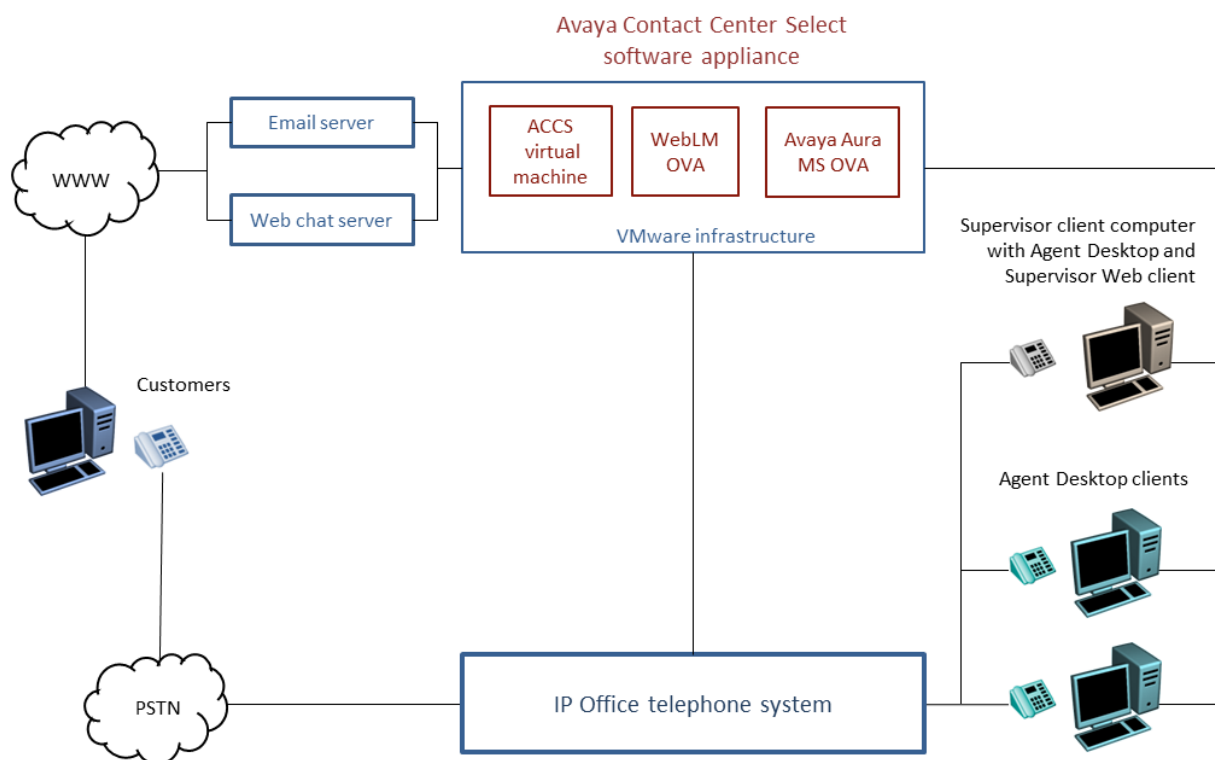 Avaya Contact Center Select
software appliance
Email server
ACCS
virtual
machine
WebLM
OVA
Avaya Aura
MS OVA
WWW
Web chat server
VMware infrastructure
Supervisor client computer
with Agent Desktop and
Supervisor Web client
Customers
Agent Desktop clients
PSTN
IP Office telephone system